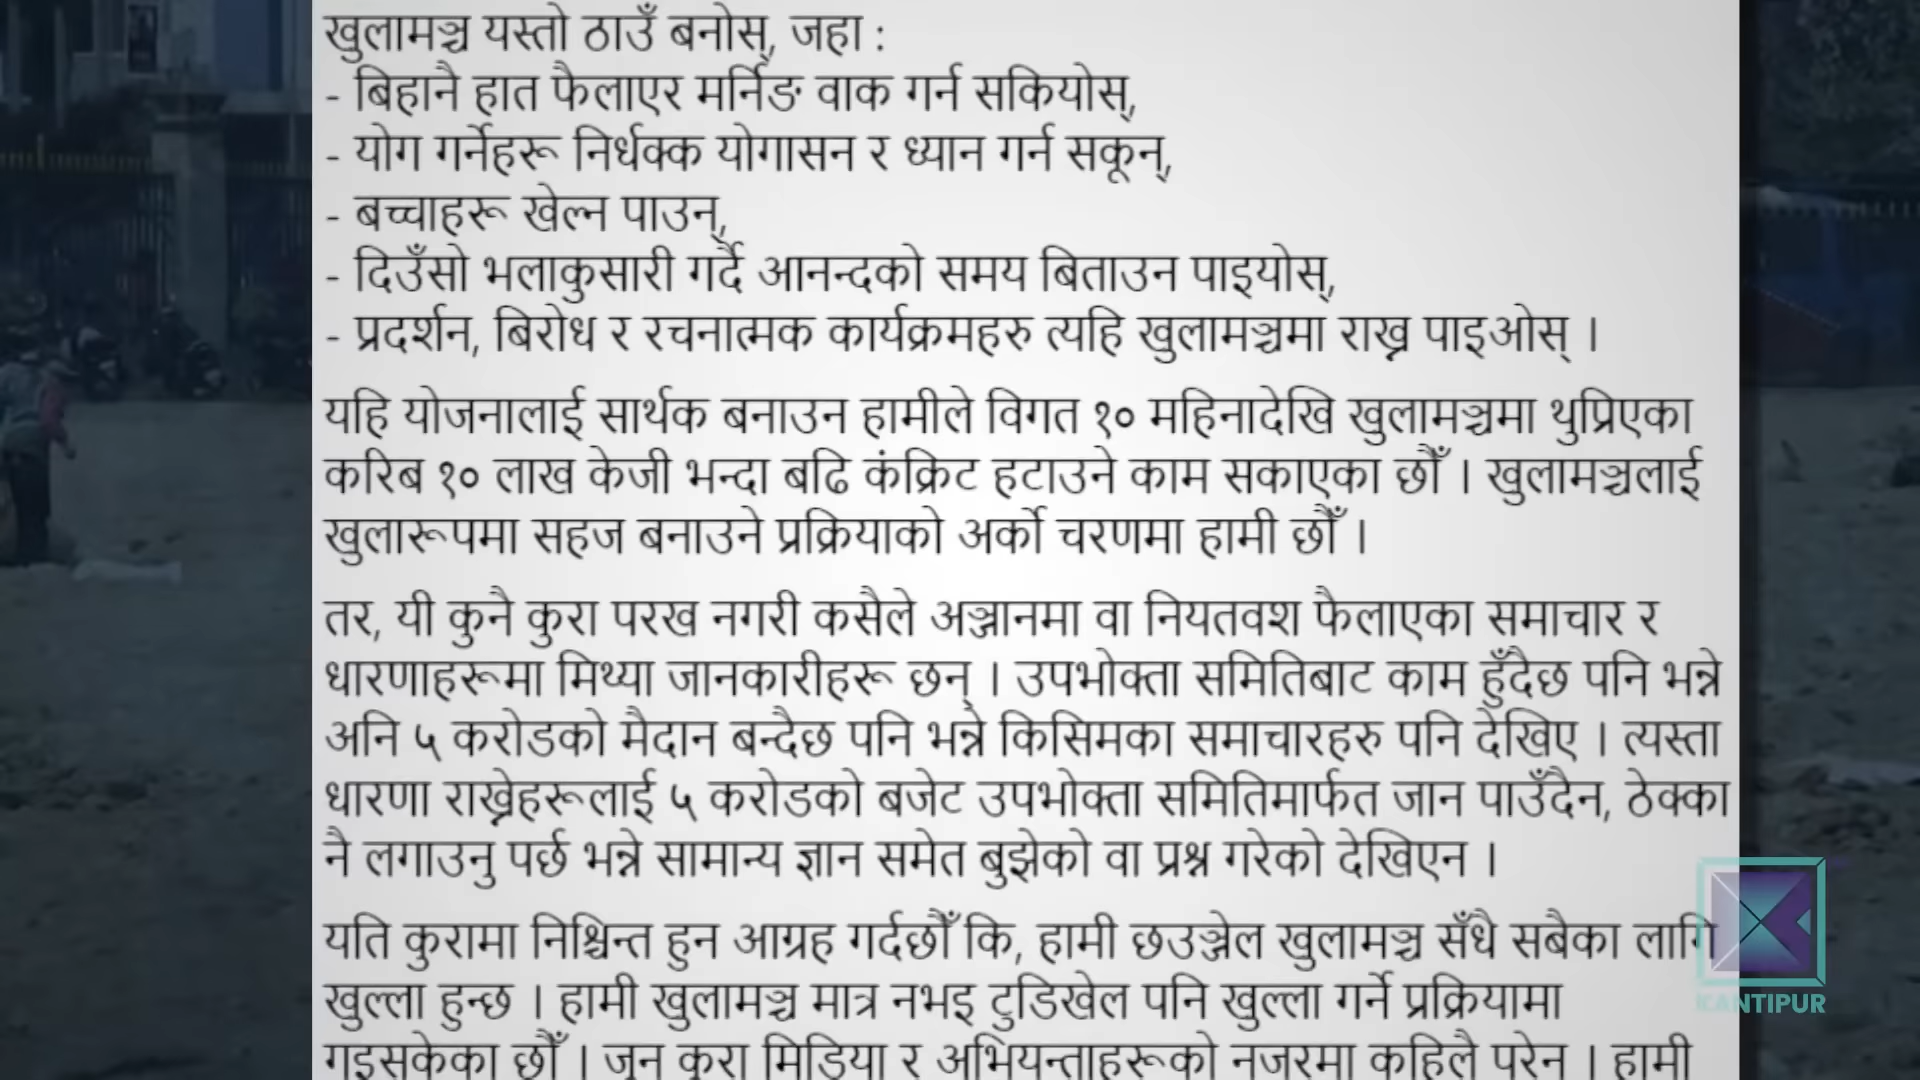 खुलामञ्च यस्तो ठाउँ बनोस्, जहा :
- बिहानै हात फैलाएर मर्निङ वाक गर्न सकियोस्,
- योग गर्नेहरू निर्धक्क योगासन र ध्यान गर्न सकून्,
- बच्चाहरू खेल्न पाउन्,
- दिउँसो भलाकुसारी गर्दै आनन्दको समय बिताउन पाइयोस्,
- प्रदर्शन, बिरोध र रचनात्मक कार्यक्रमहरु त्यहि खुलामञ्चमा राख्न पाइओस् ।
यहि योजनालाई सार्थक बनाउन हामीले विगत १० महिनादेखि खुलामञ्चमा थुप्रिएका
करिब १० लाख केजी भन्दा बढि कंक्रिट हटाउने काम सकाएका छौँ । खुलामञ्चलाई
खुलारूपमा सहज बनाउने प्रक्रियाको अर्को चरणमा हामी छौँ ।
तर, यी कुनै कुरा परख नगरी कसैले अञ्जानमा वा नियतवश फैलाएका समाचार र
धारणाहरूमा मिथ्या जानकारीहरू छन् । उपभोक्ता समितिबाट काम हुँदैछ पनि भन्ने
अनि ५ करोडको मैदान बन्दैछ पनि भन्ने किसिमका समाचारहरु पनि देखिए । त्यस्ता
धारणा राख्नेहरूलाई ५ करोडको बजेट उपभोक्ता समितिमार्फत जान पाउँदैन, ठेक्का
नै लगाउनु पर्छ भन्ने सामान्य ज्ञान समेत बुझेको वा प्रश्न गरेको देखिएन ।
यति कुरामा निश्चिन्त हुन आग्रह गर्दछौँ कि, हामी छउञ्जेल खुलामञ्च सँधै सबैका लागि
खुल्ला हुन्छ । हामी खुलामञ्च मात्र नभइ टुडिखेल पनि खुल्ला गर्ने प्रक्रियामा
गइसकेका छौँ । जुन कुरा मिडिया र अभियन्ताहरूको नजरमा कहिलै परेन । हामी
KANTIPUR